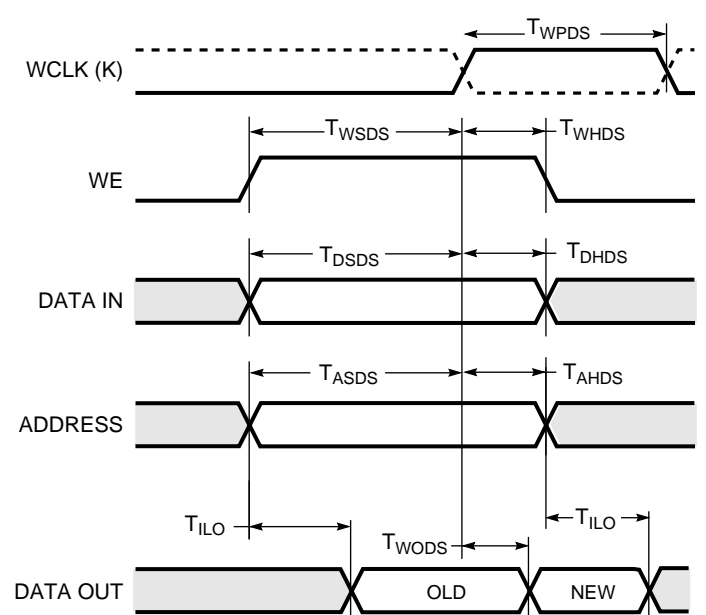 TWPDS
WCLK (K)
TWSDS TWHDS
WE
TDSDS TDHDS
DATA IN
TASDS TAHDS
ADDRESS
TILO TWODS TILO
DATA OUT OLD NEW